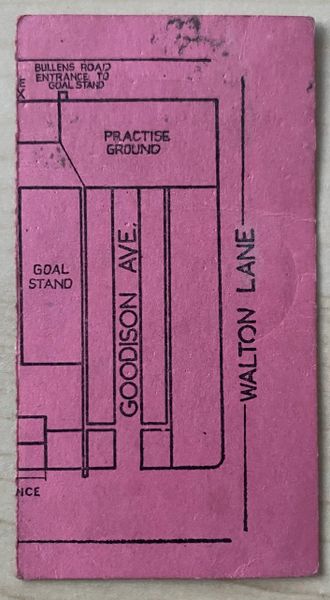 BULLENS ROAD
ENTRANCE TO
GOAL STAND
PRACTISE
GROUND
GOAL
STAND
GOODISON AVE.
WALTON LANE
NCE